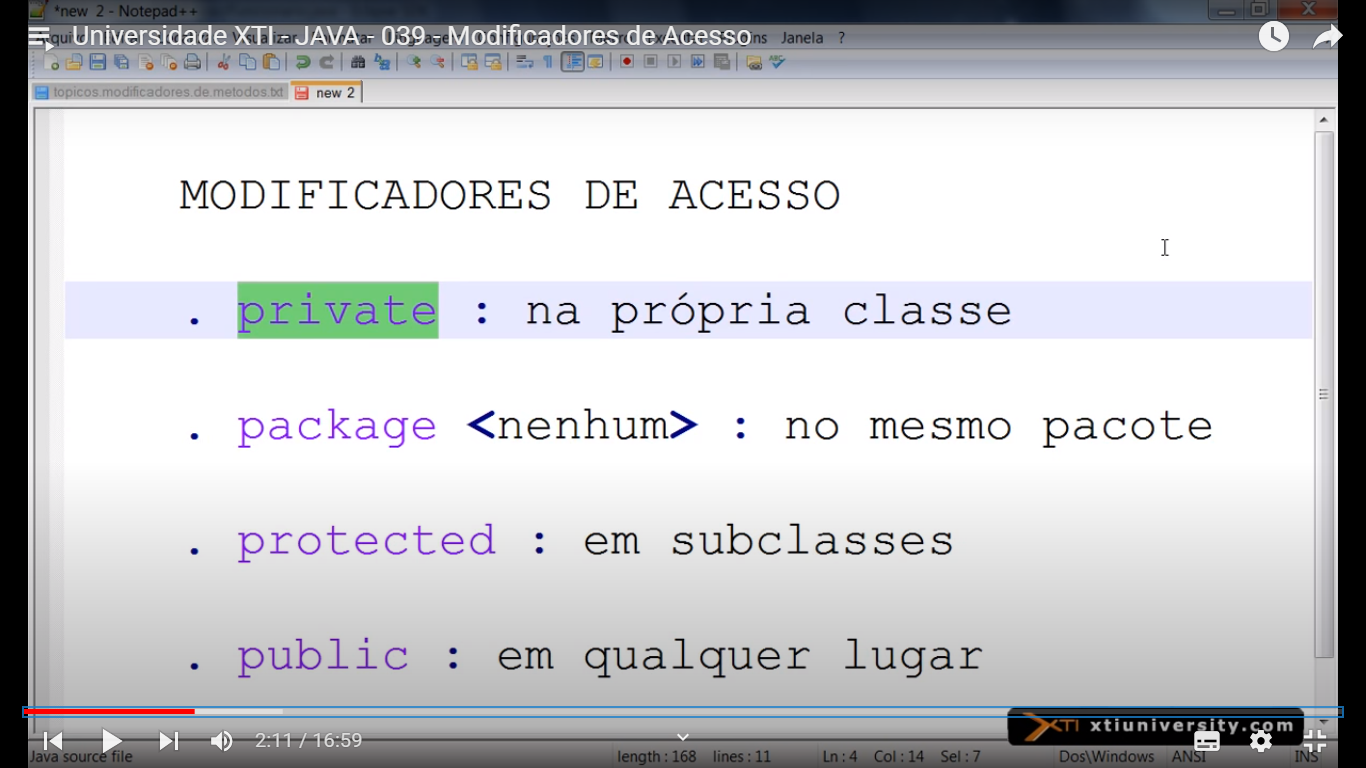 *new 2 - Notepad++
Universidade XTI - JAVA - 039 - Modificadores de Acesso
Janela ?
topicos.modificadores.de.metodos.txt new 2
MODIFICADORES DE ACESSO
. private : na própria classe
. package <nenhum> : no mesmo pacote
. protected : em subclasses
. public : em qualquer lugar
XTI xtiuniversity.com
2:11 / 16:59
Java source file length : 168 lines : 11 Ln : 4 Col : 14 Sel : 7 Dos\Windows ANSI INS